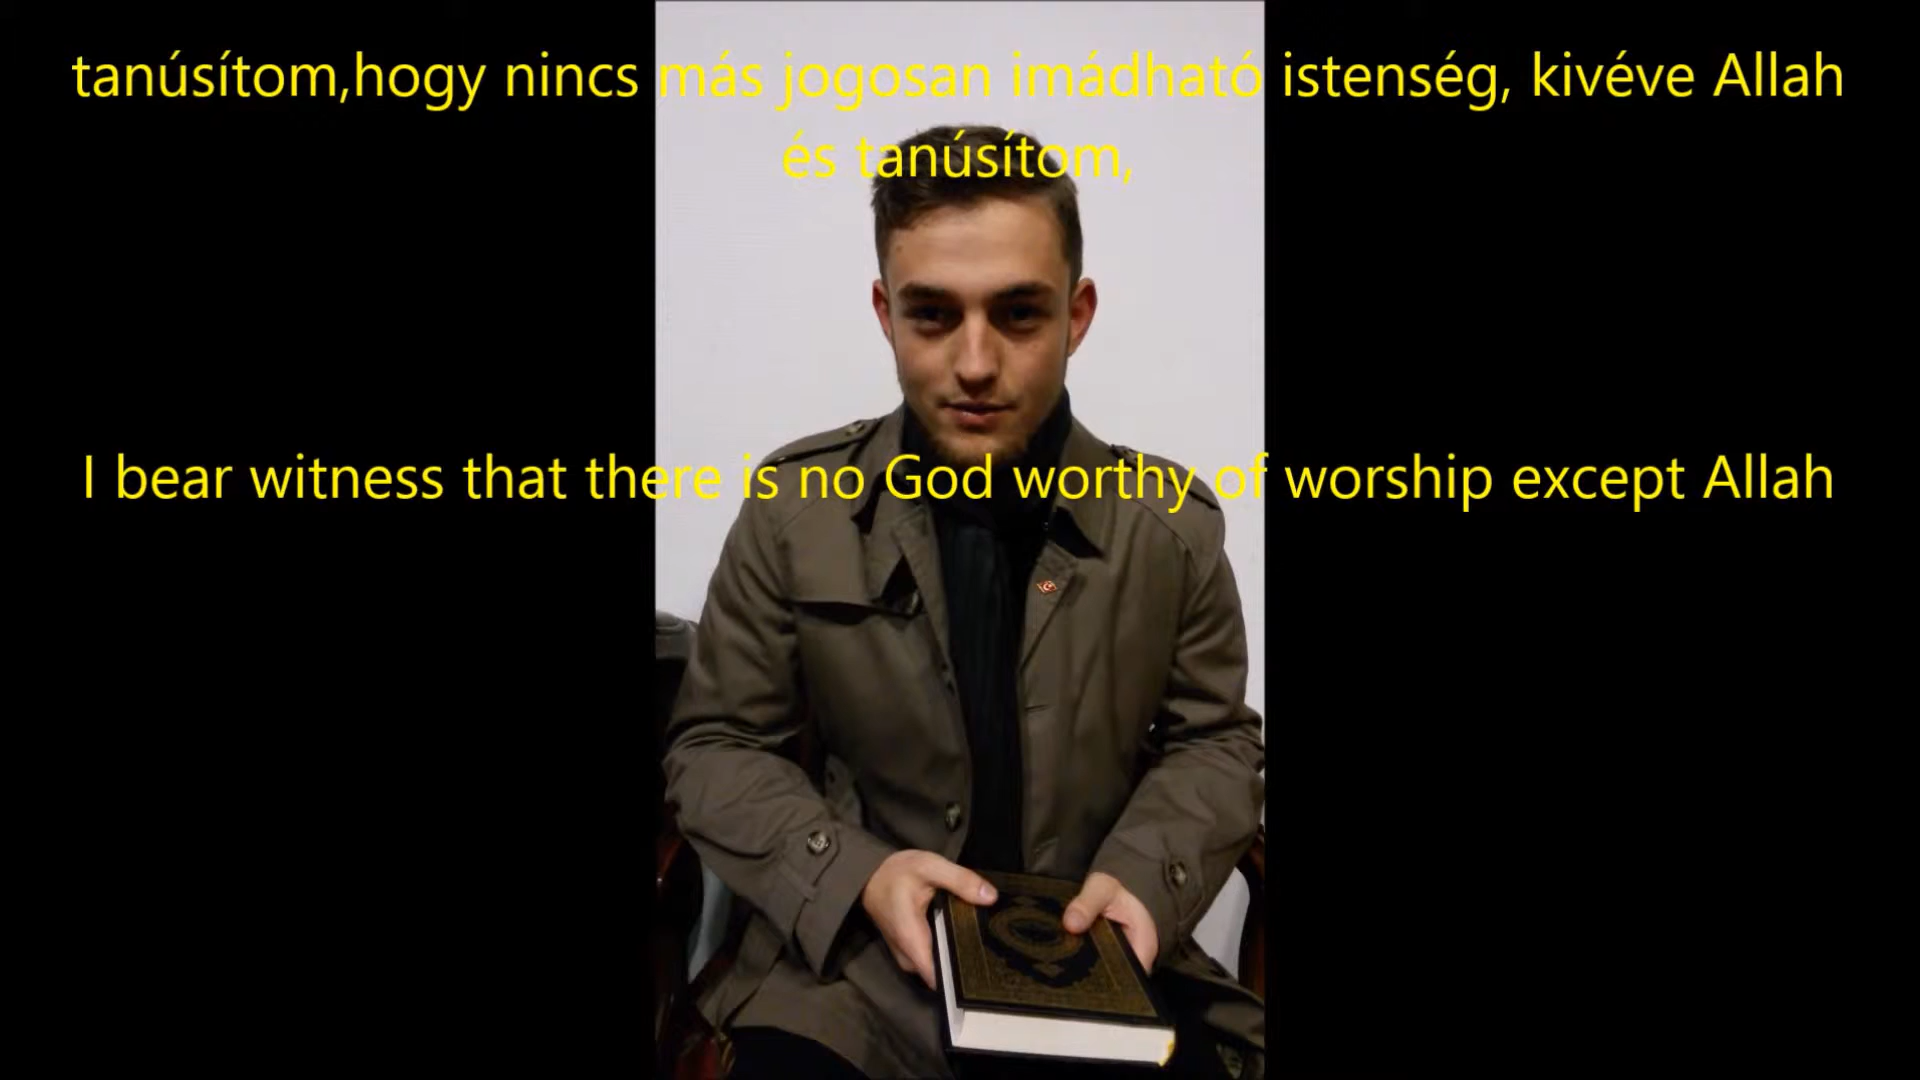 tanúsítom,hogy nincs más jogosan imádható istenség, kivéve Allah
és tanúsítom,
I bear witness that there is no God worthy of worship except Allah